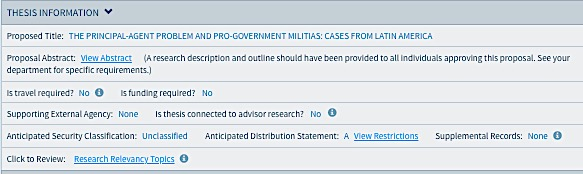 THESIS INFORMATION
Proposed Title: THE PRINCIPAL-AGENT PROBLEM AND PRO-GOVERNMENT MILITIAS: CASES FROM LATIN AMERICA
Proposal Abstract: View Abstract (A research description and outline should have been provided to all individuals approving this proposal. See your
department for specific requirements.)
Is travel required? No Is funding required? No
Supporting External Agency: None Is thesis connected to advisor research? No
Anticipated Security Classification: Unclassified Anticipated Distribution Statement: A View Restrictions Supplemental Records: None
Click to Review: Research Relevancy Topics